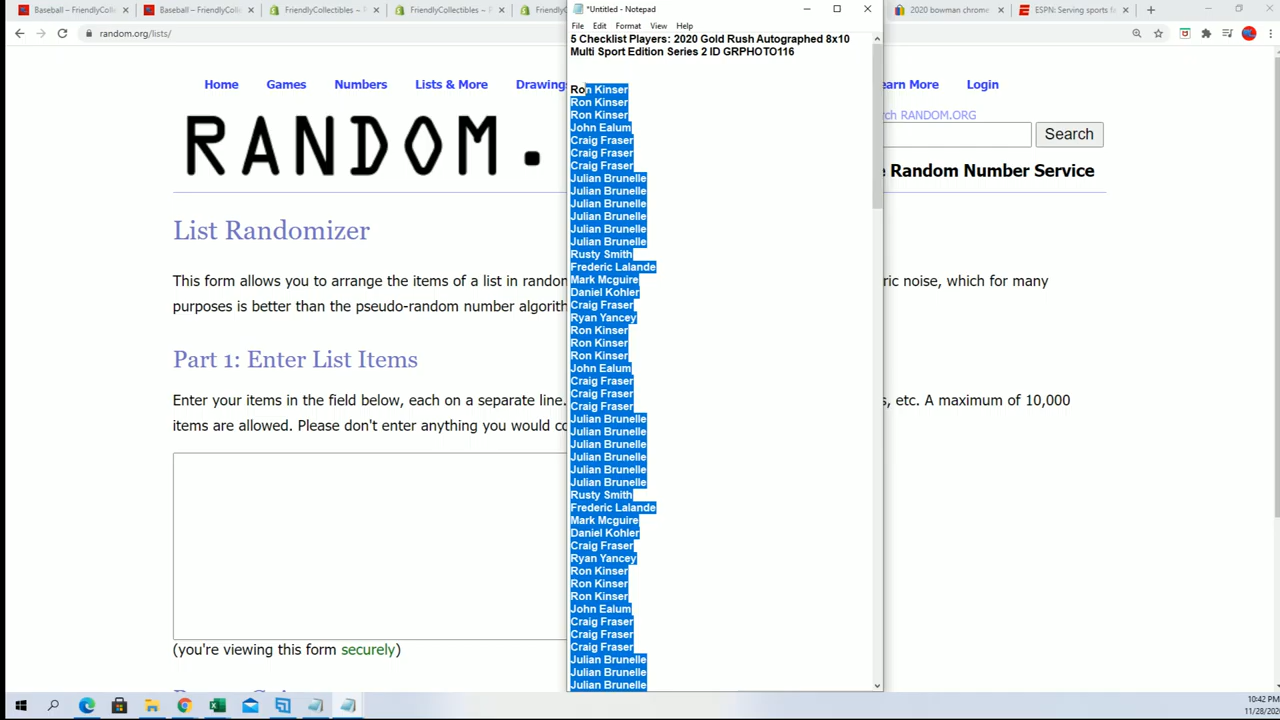 Baseball – FriendlyCol
Baseball – FriendlyCol
FriendlyCollectibles –
FriendlyCollectibles –
Friendly
*Untitled - Notepad
2020 bowman chrome
ESPN: Serving sports f
random.org/lists/
File Edit Format View Help
5 Checklist Players: 2020 Gold Rush Autographed 8x10
Multi Sport Edition Series 2 ID GRPHOTO116
Home Games Numbers Lists & More Drawing
earn More Login
rch RANDOM.ORG
Search
RANDOM.
e Random Number Service
List Randomizer
This form allows you to arrange the items of a list in random
ric noise, which for many
purposes is better than the pseudo-random number algorith
Part 1: Enter List Items
Enter your items in the field below, each on a separate line.
s, etc. A maximum of 10,000
items are allowed. Please don't enter anything you would co
(you're viewing this form securely)
Ron Kinser
Ron Kinser
Ron Kinser
John Ealum
Craig Fraser
Craig Fraser
Craig Fraser
Julian Brunelle
Julian Brunelle
Julian Brunelle
Julian Brunelle
Julian Brunelle
Julian Brunelle
Rusty Smith
Frederic Lalande
Mark Mcguire
Daniel Kohler
Craig Fraser
Ryan Yancey
Ron Kinser
Ron Kinser
Ron Kinser
John Ealum
Craig Fraser
Craig Fraser
Craig Fraser
Julian Brunelle
Julian Brunelle
Julian Brunelle
Julian Brunelle
Julian Brunelle
Julian Brunelle
Rusty Smith
Frederic Lalande
Mark Mcguire
Daniel Kohler
Craig Fraser
Ryan Yancey
Ron Kinser
Ron Kinser
Ron Kinser
John Ealum
Craig Fraser
Craig Fraser
Craig Fraser
Julian Brunelle
Julian Brunelle
Julian Brunelle
10:42 PM